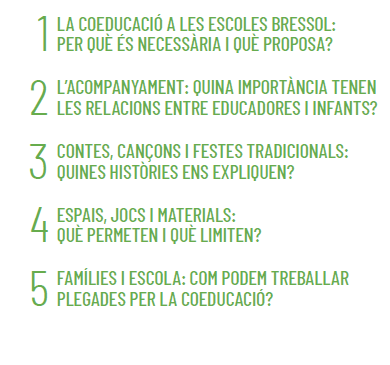 1 LA COEDUCACIÓ A LES ESCOLES BRESSOL:
PER QUÈ ÉS NECESSÀRIA I QUÈ PROPOSA?
2 L'ACOMPANYAMENT: QUINA IMPORTÀNCIA TENEN
LES RELACIONS ENTRE EDUCADORES I INFANTS?
3 CONTES, CANÇONS I FESTES TRADICIONALS:
QUINES HISTÒRIES ENS EXPLIQUEN?
4 ESPAIS, JOCS I MATERIALS:
QUÈ PERMETEN I QUÈ LIMITEN?
5 FAMÍLIES I ESCOLA: COM PODEM TREBALLAR
PLEGADES PER LA COEDUCACIÓ?